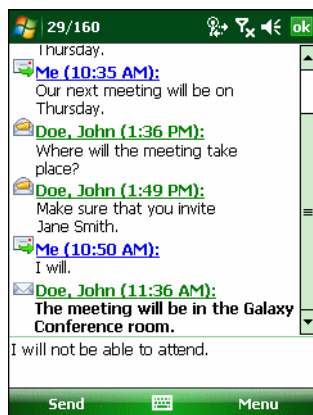 29/160
ok
Thursday.
Me (10:35 AM):
Our next meeting will be on
Thursday.
Doe, John (1:36 PM):
Where will the meeting take
place?
Doe, John (1:49 PM):
Make sure that you invite
Jane Smith.
Me (10:50 AM):
I will.
Doe, John (11:36 AM):
The meeting will be in the Galaxy
Conference room.
I will not be able to attend.
Send
Menu